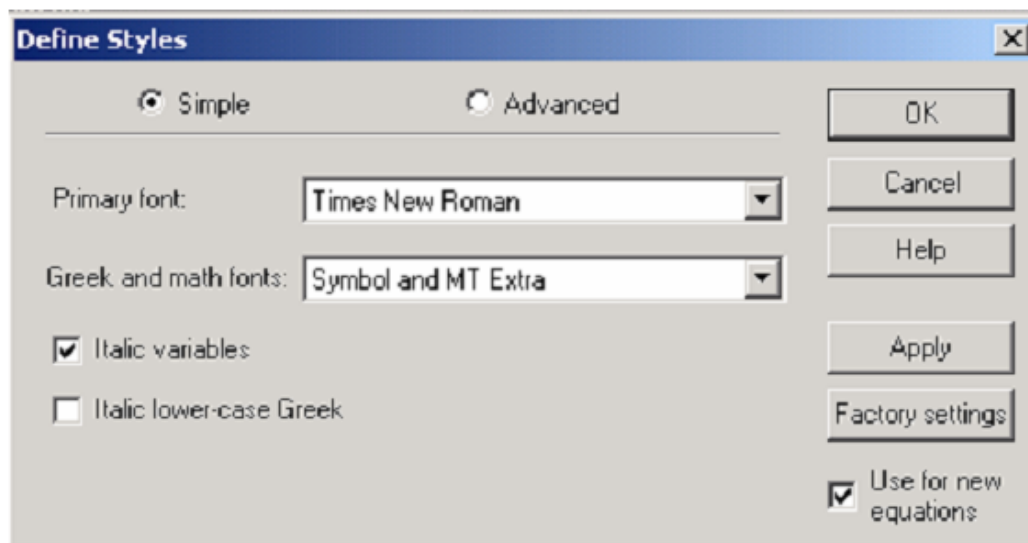 Define Styles
Simple
Advanced
OK
Primary font:
Times New Roman
Cancel
Greek and math fonts:
Symbol and MT Extra
Help
Italic variables
Apply
Italic lower-case Greek
Factory settings
Use for new
equations